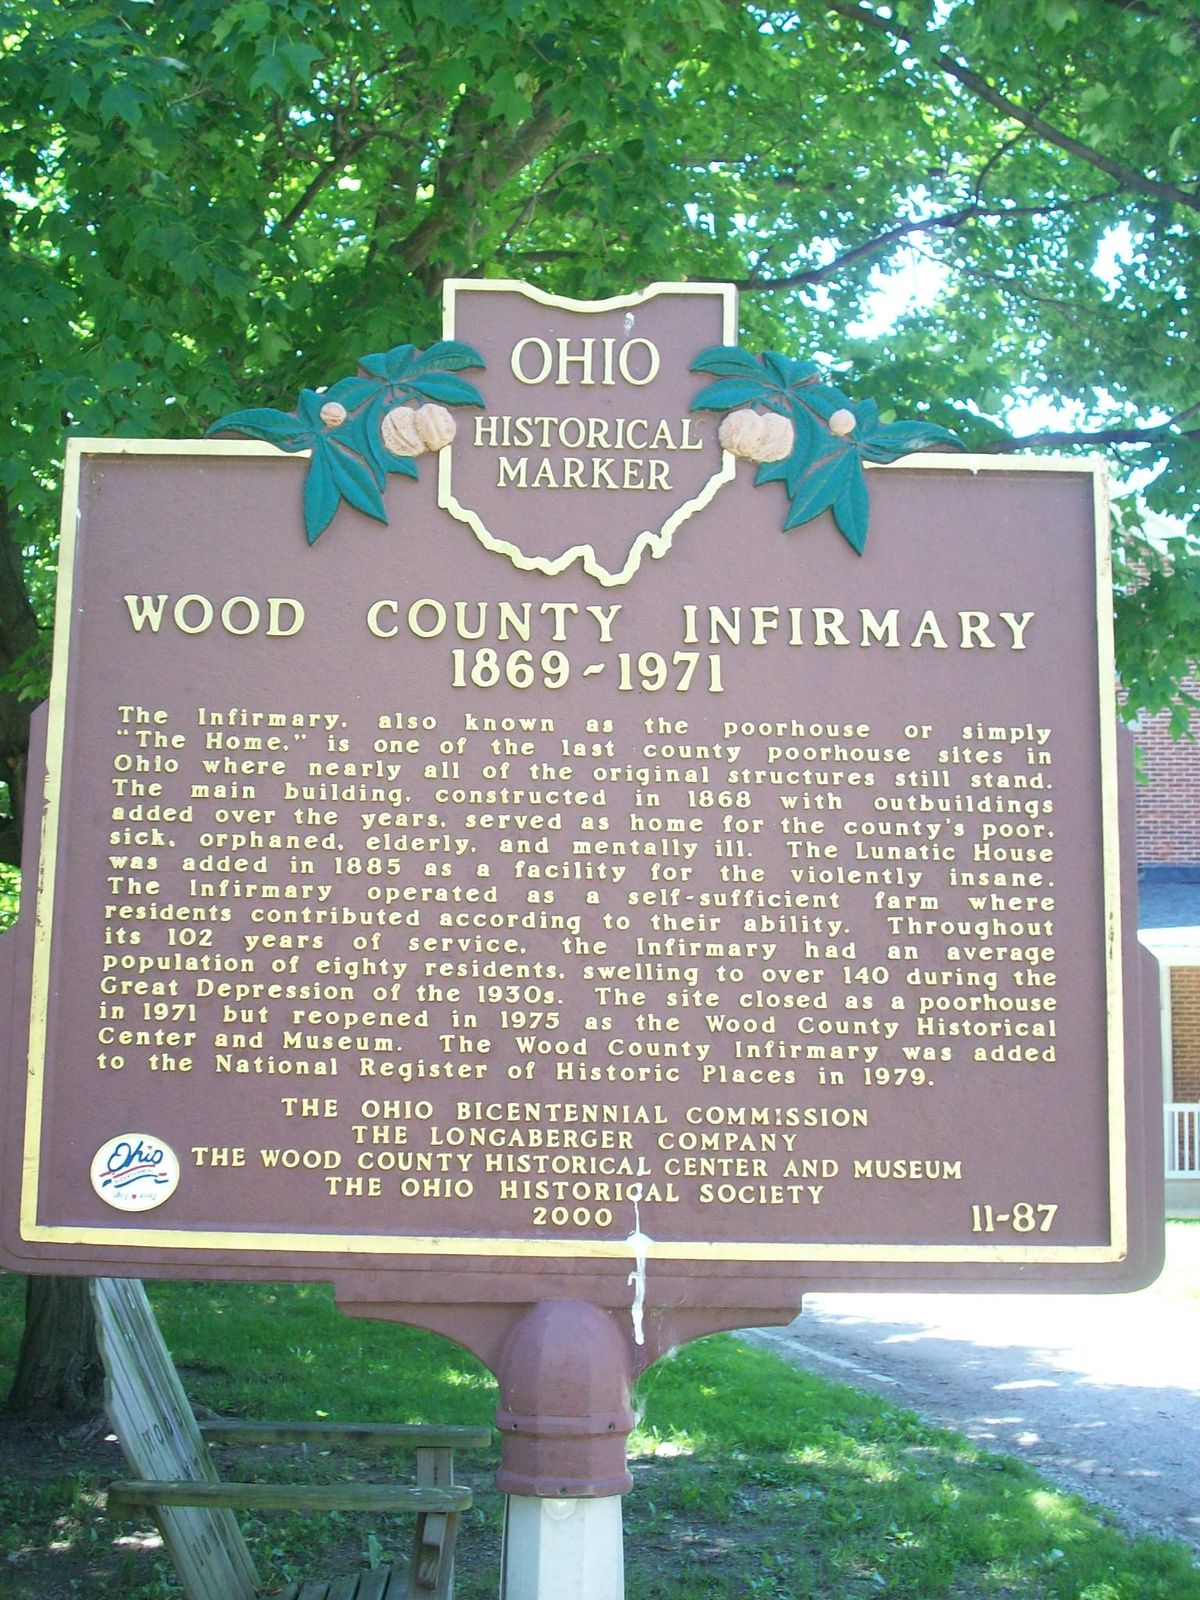 OHIO
HISTORICAL
MARKER
WOOD COUNTY INFIRMARY
1869-1971
The Infirmary, also known as the poorhouse or simply
"The Home," is one of the last county poorhouse sites in
Ohio where nearly all of the original structures still stand.
The main building, constructed in 1868 with outbuildings
added over the years, served as home for the county's poor,
sick, orphaned, elderly, and mentally ill. The Lunatic House
was added in 1885 as a facility for the violently insane.
The Infirmary operated as a self-sufficient farm where
residents contributed according to their ability. Throughout
its 102 years of service, the Infirmary had an average
population of eighty residents, swelling to over 140 during the
Great Depression of the 1930s. The site closed as a poorhouse
in 1971 but reopened in 1975 as the Wood County Historical
Center and Museum. The Wood County Infirmary was added
to the National Register of Historic Places in 1979.
THE OHIO BICENTENNIAL COMMISSION
THE LONGABERGER COMPANY
THE WOOD COUNTY HISTORICAL CENTER AND MUSEUM
THE OHIO HISTORICAL SOCIETY
2000
11-87
Ohio